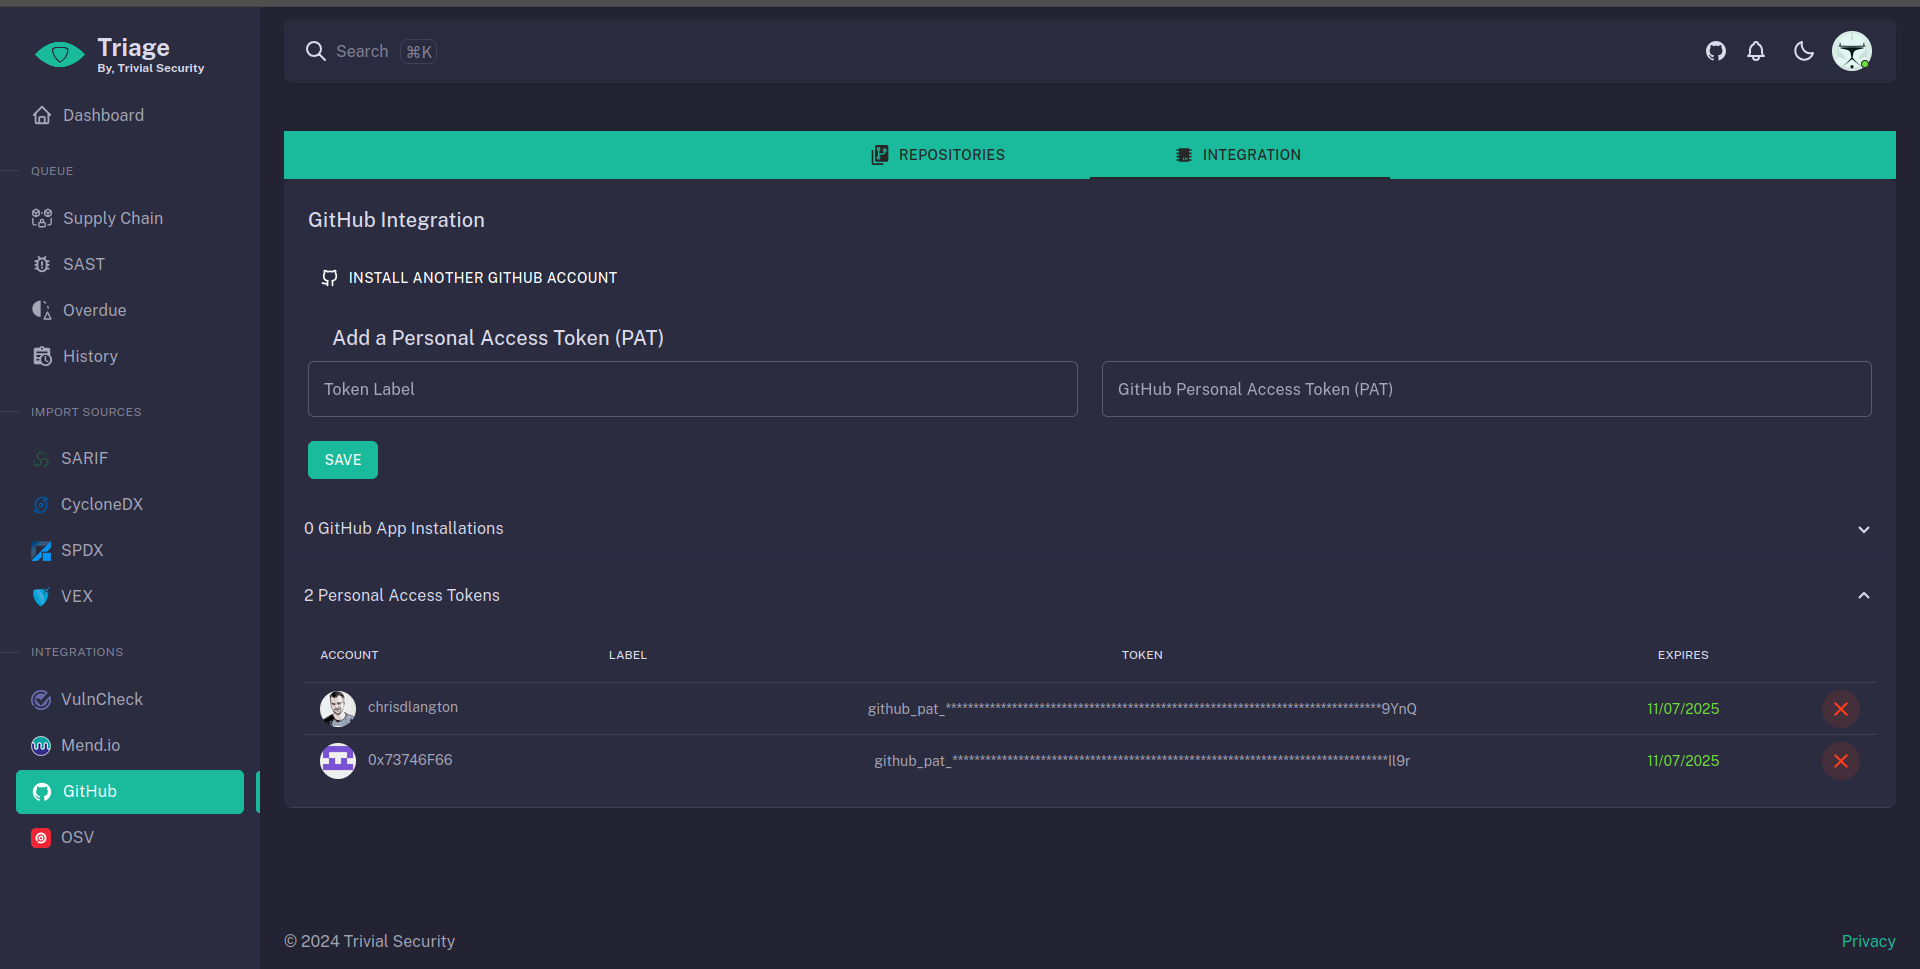 Triage
By, Trivial Security
Dashboard
QUEUE
Supply Chain
SAST
Overdue
History
IMPORT SOURCES
SARIF
CycloneDX
SPDX
VEX
INTEGRATIONS
VulnCheck
Mend.io
GitHub
OSV
Search ⌘K
REPOSITORIES
INTEGRATION
GitHub Integration
INSTALL ANOTHER GITHUB ACCOUNT
Add a Personal Access Token (PAT)
Token Label
GitHub Personal Access Token (PAT)
SAVE
0 GitHub App Installations
2 Personal Access Tokens
ACCOUNT LABEL TOKEN EXPIRES
chrisdlangton github_pat_**********************************************************************************9YnQ 11/07/2025
0x73746F66 github_pat_**********************************************************************************Il9r 11/07/2025
© 2024 Trivial Security
Privacy